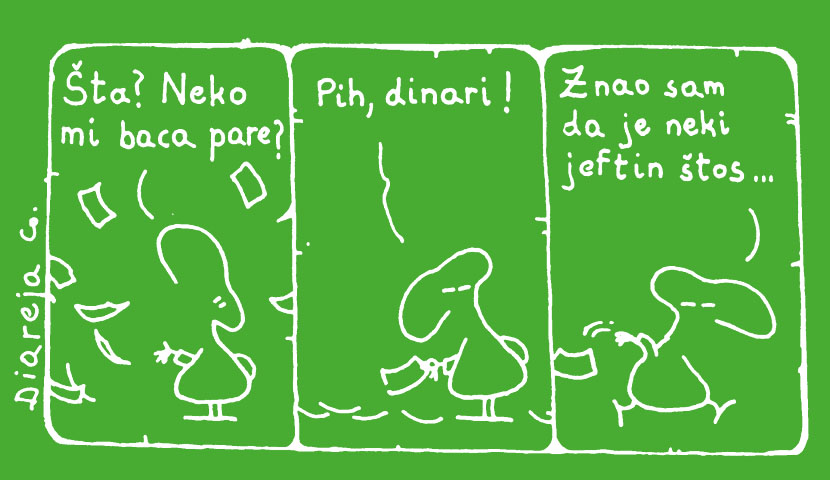 Šta? Neko
mi baca pare?
Pih, dinari!
Znao sam
da je neki
jeftin štos...
Diareja c.